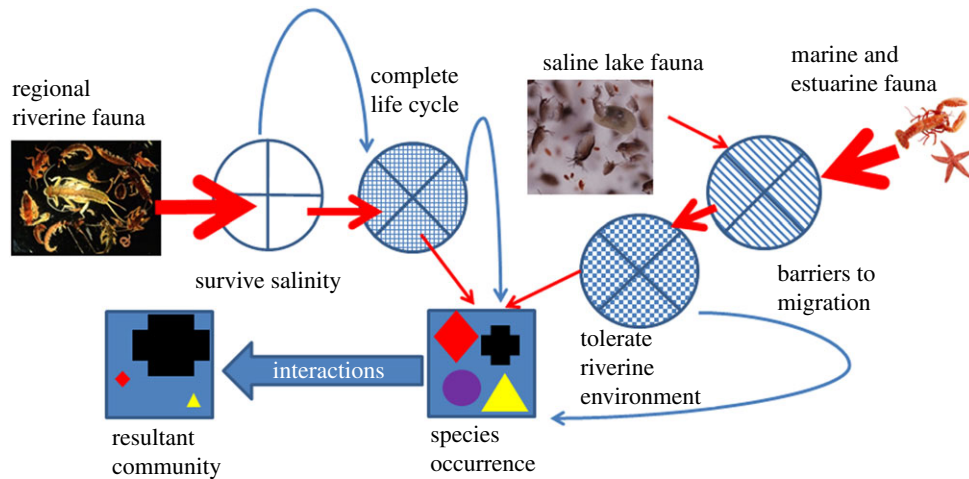 regional
riverine fauna
complete
life cycle
saline lake fauna
marine and
estuarine fauna
survive salinity
barriers to
migration
tolerate
riverine
environment
interactions
resultant
community
species
occurrence